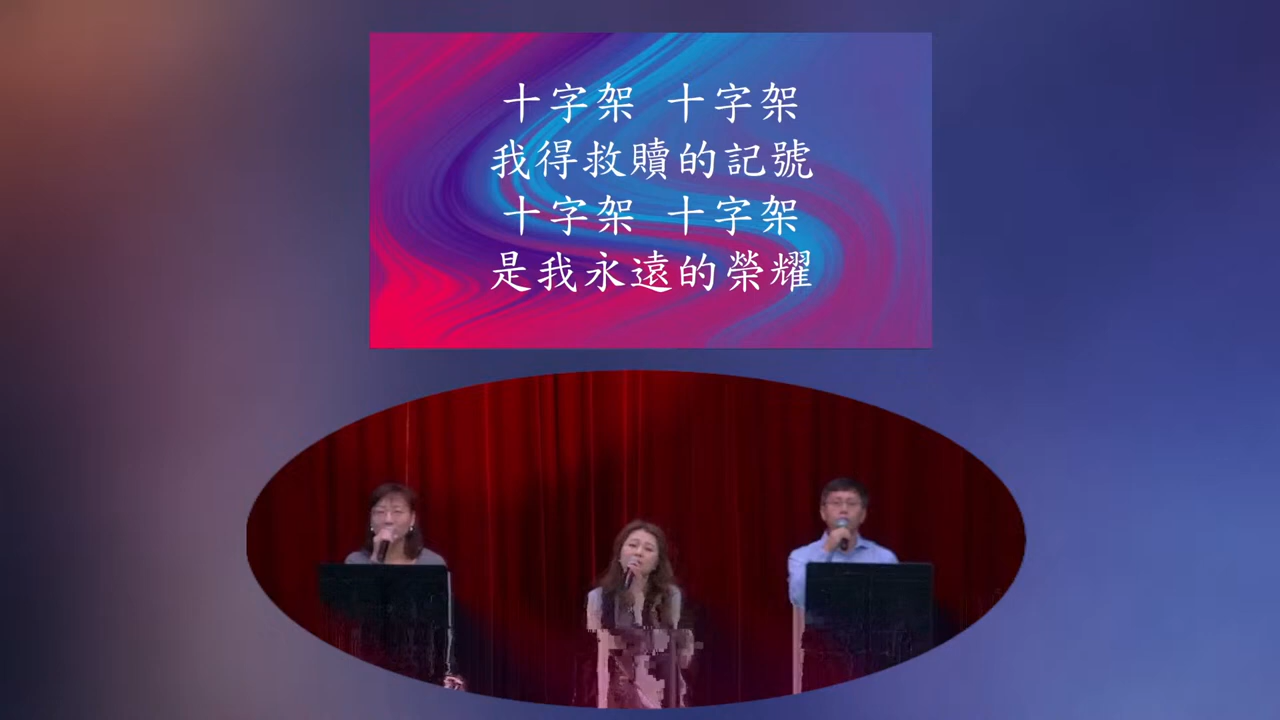 十字架 十字架
我得救贖的記號
十字架 十字架
是我永遠的榮耀